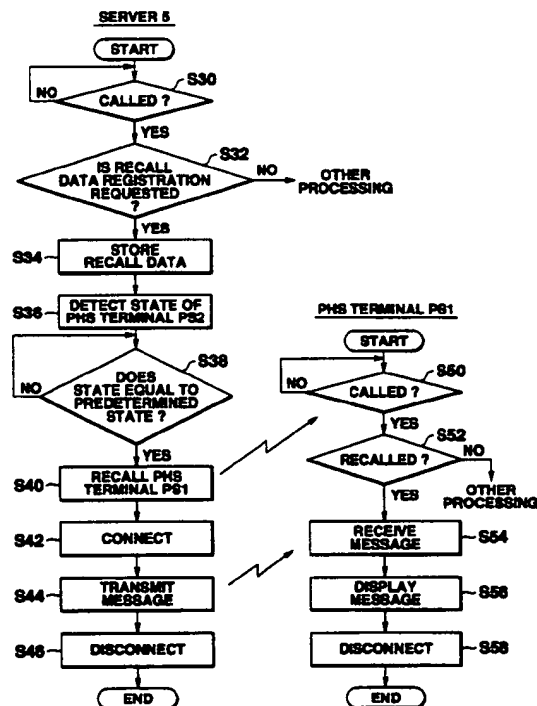 SERVER 5
START
S30
NO
CALLED ?
YES
S32
IS RECALL
DATA REGISTRATION
REQUESTED
?
NO
OTHER
PROCESSING
YES
S34
STORE
RECALL DATA
S36
DETECT STATE OF
PHS TERMINAL PS2
S38
NO
DOES
STATE EQUAL TO
PREDETERMINED
STATE ?
YES
S40
RECALL PHS
TERMINAL PS1
S42
CONNECT
S44
TRANSMIT
MESSAGE
S46
DISCONNECT
END
PHS TERMINAL PS1
START
S50
NO
CALLED ?
YES
S52
RECALLED ?
NO
OTHER
PROCESSING
YES
RECEIVE
MESSAGE
S54
DISPLAY
MESSAGE
S56
DISCONNECT
S58
END